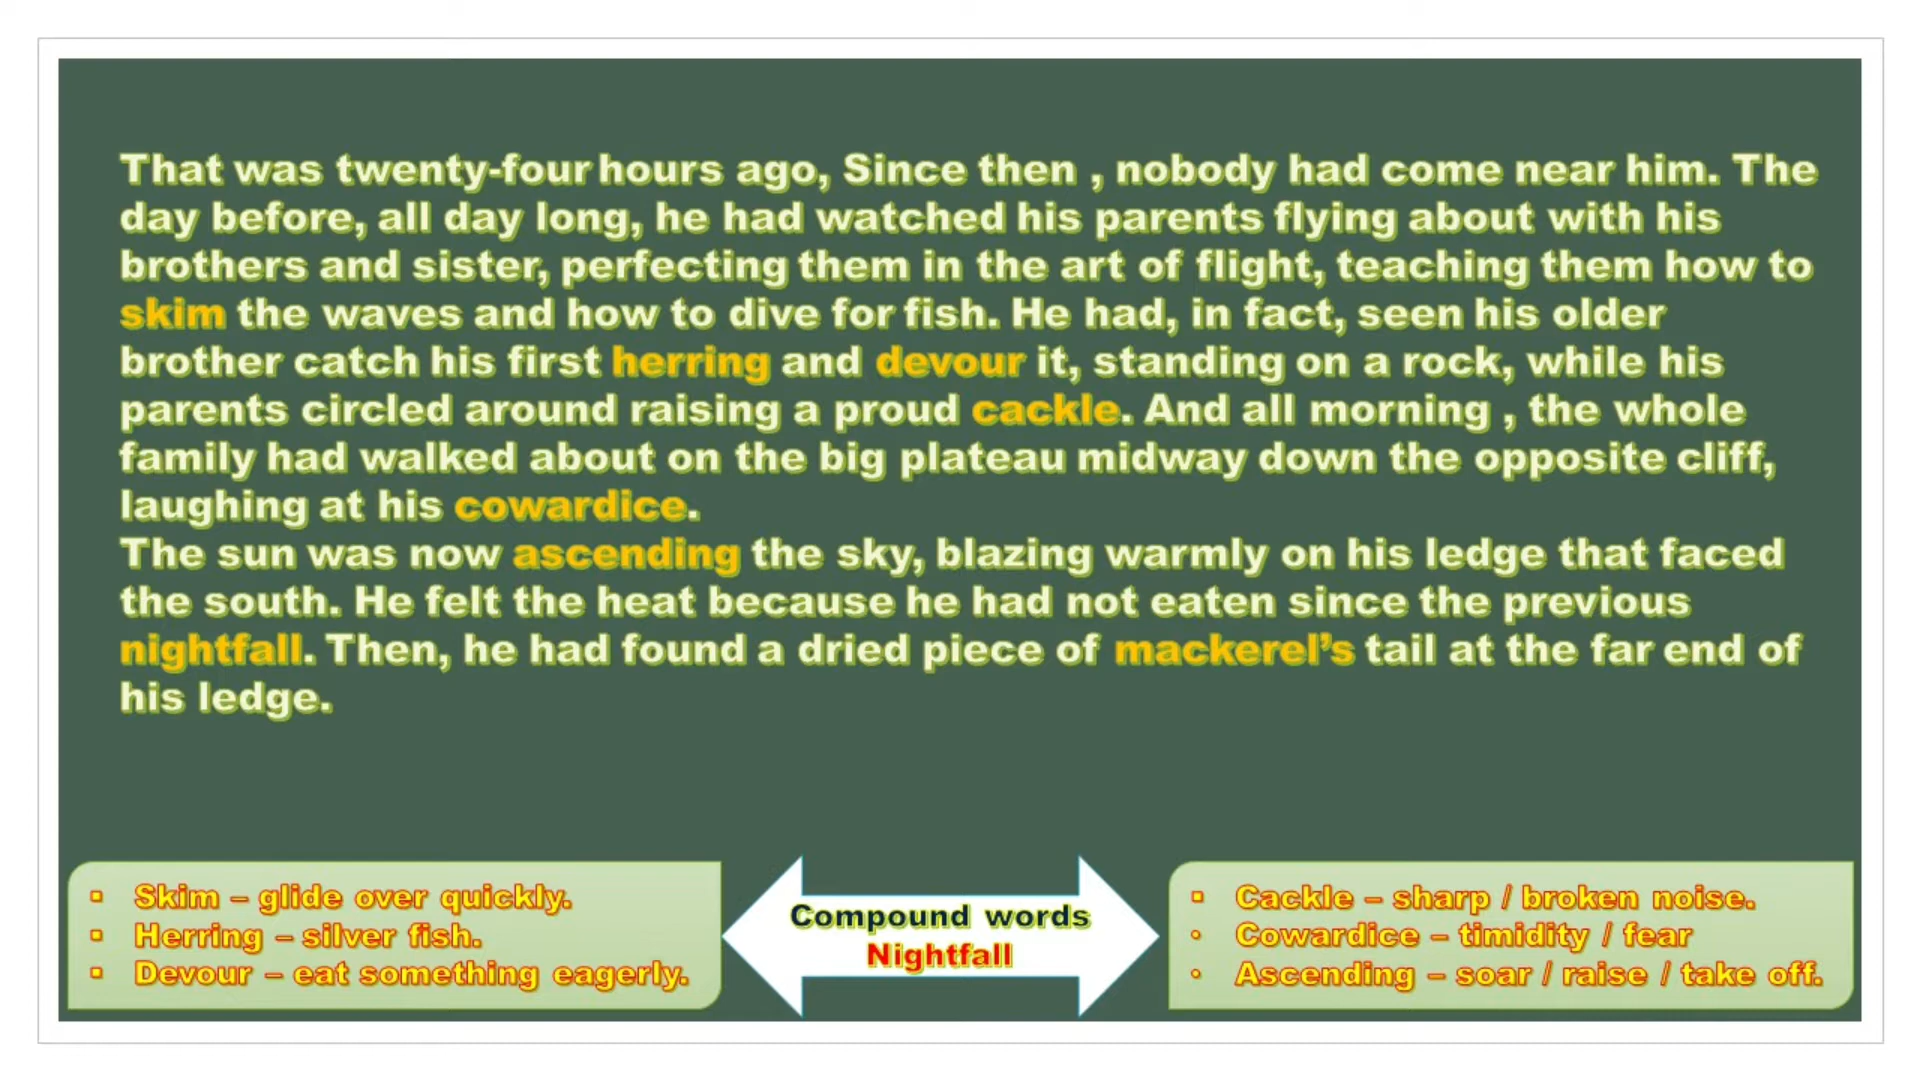 That was twenty-four hours ago, Since then , nobody had come near him. The
day before, all day long, he had watched his parents flying about with his
brothers and sister, perfecting them in the art of flight, teaching them how to
skim the waves and how to dive for fish. He had, in fact, seen his older
brother catch his first herring and devour it, standing on a rock, while his
parents circled around raising a proud cackle. And all morning , the whole
family had walked about on the big plateau midway down the opposite cliff,
laughing at his cowardice.
The sun was now ascending the sky, blazing warmly on his ledge that faced
the south. He felt the heat because he had not eaten since the previous
nightfall. Then, he had found a dried piece of mackerel’s tail at the far end of
his ledge.
▪ Skim – glide over quickly.
▪ Herring – silver fish.
▪ Devour – eat something eagerly.
Compound words
Nightfall
▪ Cackle – sharp / broken noise.
• Cowardice – timidity / fear
• Ascending – soar / raise / take off.